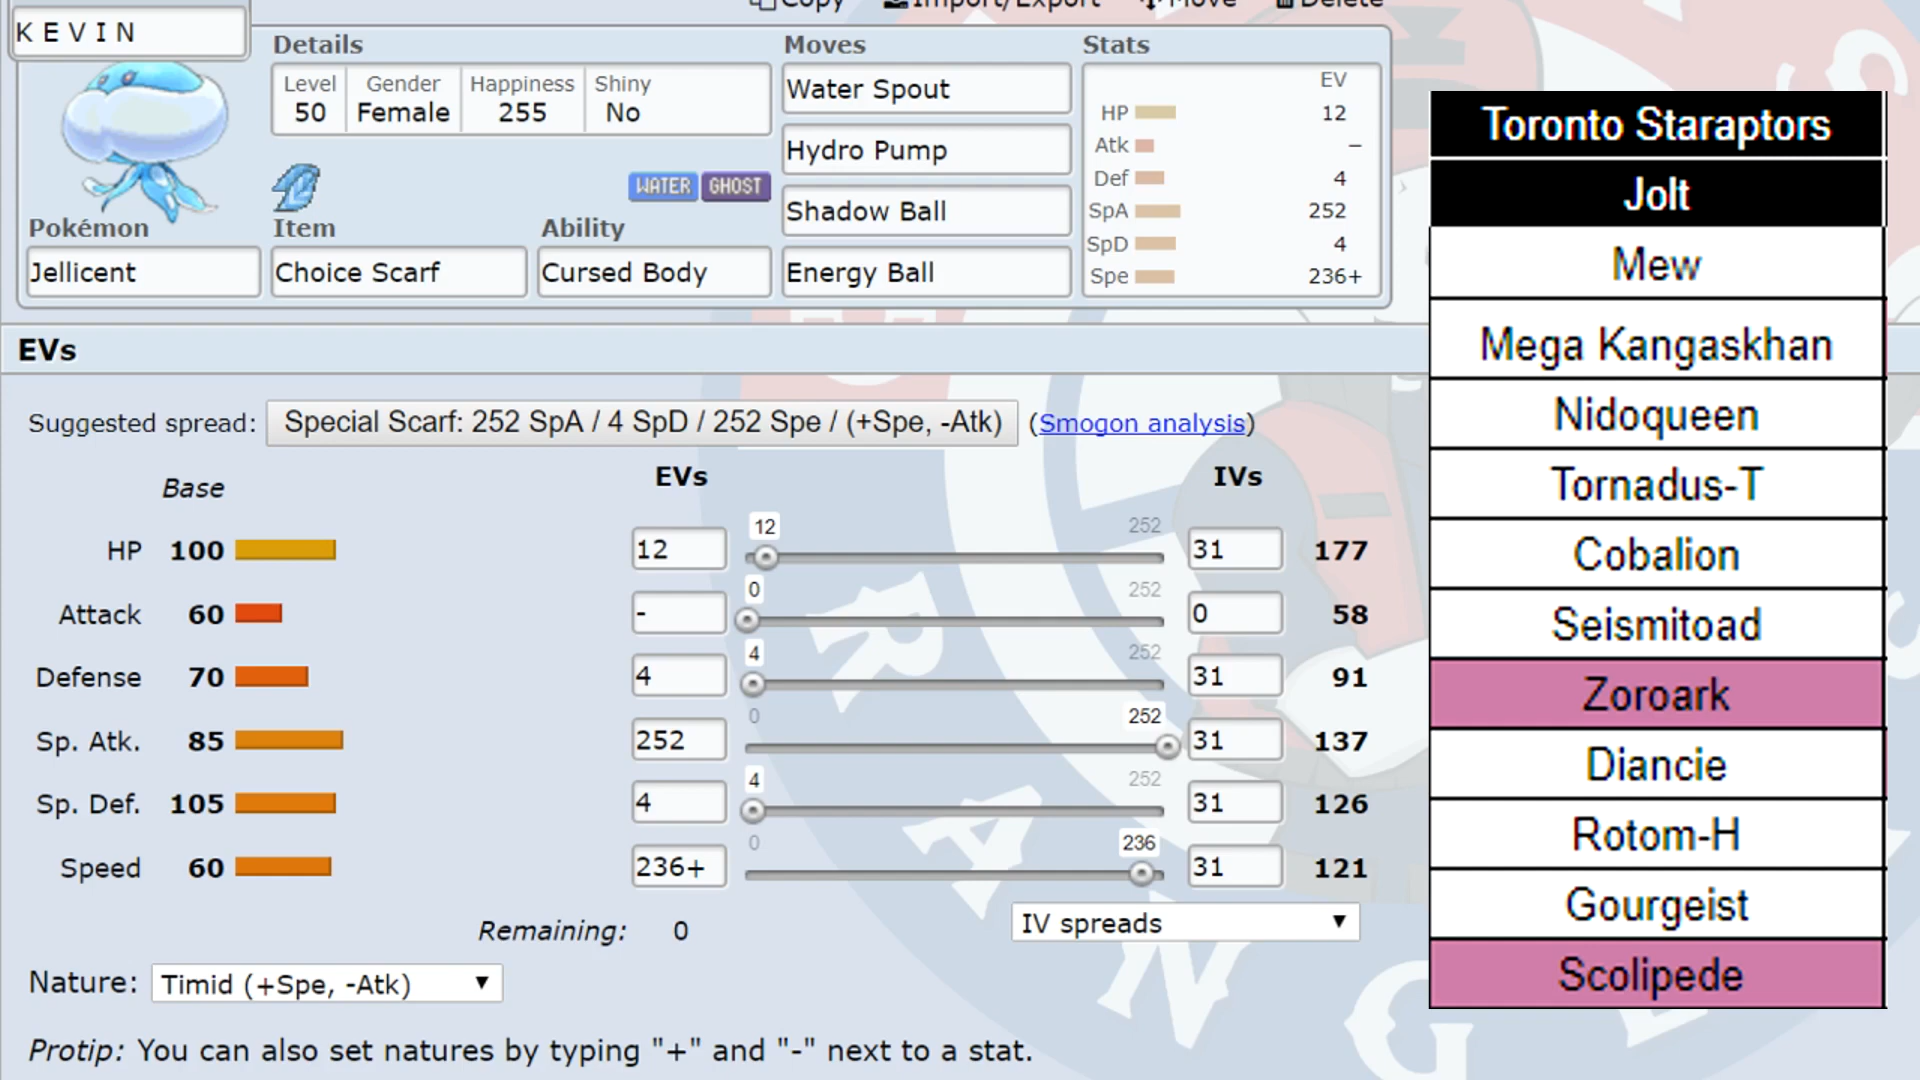 Copy Import/Export Move Delete
K E V I N
Details
Moves
Stats
Level
Gender
Happiness
Shiny
50
Female
255
No
WATER
GHOST
Pokémon
Item
Ability
Jellicent
Choice Scarf
Cursed Body
Water Spout
Hydro Pump
Shadow Ball
Energy Ball
EV
HP 12
Atk –
Def 4
SpA 252
SpD 4
Spe 236+
EVs
Suggested spread: Special Scarf: 252 SpA / 4 SpD / 252 Spe / (+Spe, -Atk) (Smogon analysis)
Base
EVs
IVs
HP 100 12 12 252 31 177
Attack 60 - 0 252 0 58
Defense 70 4 4 252 31 91
Sp. Atk. 85 252 0 252 31 137
Sp. Def. 105 4 4 252 31 126
Speed 60 236+ 0 236 31 121
Remaining: 0
IV spreads
Nature: Timid (+Spe, -Atk)
Protip: You can also set natures by typing "+" and "-" next to a stat.
Toronto Staraptors
Jolt
Mew
Mega Kangaskhan
Nidoqueen
Tornadus-T
Cobalion
Seismitoad
Zoroark
Diancie
Rotom-H
Gourgeist
Scolipede